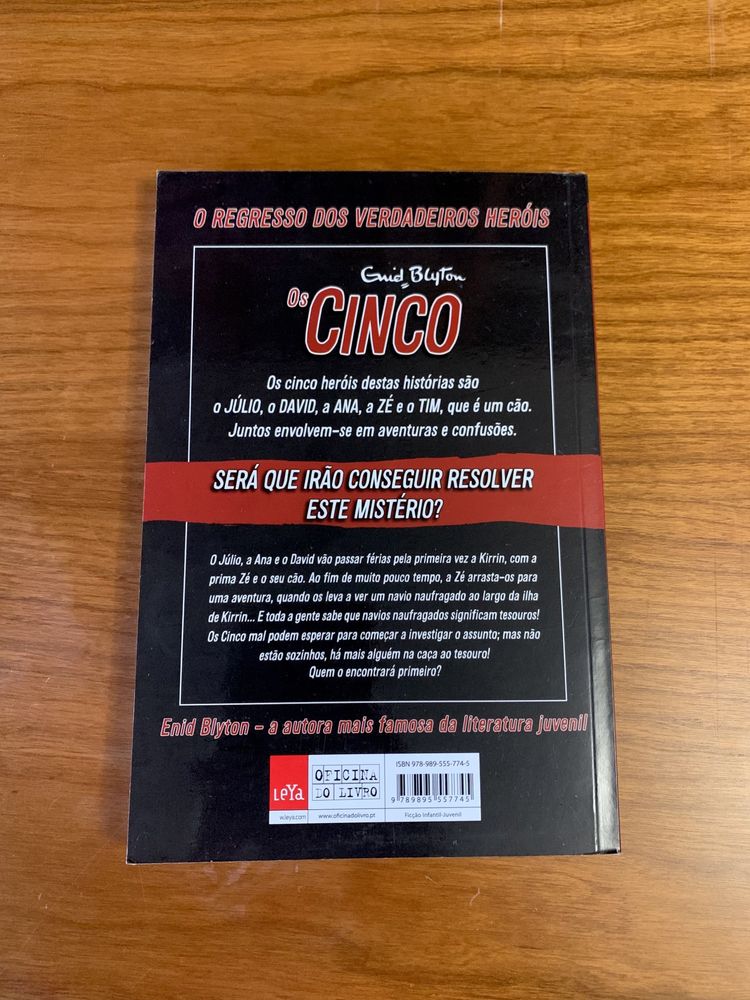 O REGRESSO DOS VERDADEIROS HERÓIS
Enid Blyton
Os CINCO
Os cinco heróis destas histórias são
o JÚLIO, o DAVID, a ANA, a ZÉ e o TIM, que é um cão.
Juntos envolvem-se em aventuras e confusões.
SERÁ QUE IRÃO CONSEGUIR RESOLVER
ESTE MISTÉRIO?
O Júlio, a Ana e o David vão passar férias pela primeira vez a Kirrin, com a
prima Zé e o seu cão. Ao fim de muito pouco tempo, a Zé arrasta-os para
uma aventura, quando os leva a ver um navio naufragado ao largo da ilha
de Kirrin... E toda a gente sabe que navios naufragados significam tesouros!
Os Cinco mal podem esperar para começar a investigar o assunto; mas não
estão sozinhos, há mais alguém na caça ao tesouro!
Quem o encontrará primeiro?
Enid Blyton – a autora mais famosa da literatura juvenil
LeYa
w.leya.com
OFICINA
DO LIVRO
www.oficinadolivro.pt
ISBN 978-989-555-774-5
9 789895 557745
Ficção Infantil-Juvenil